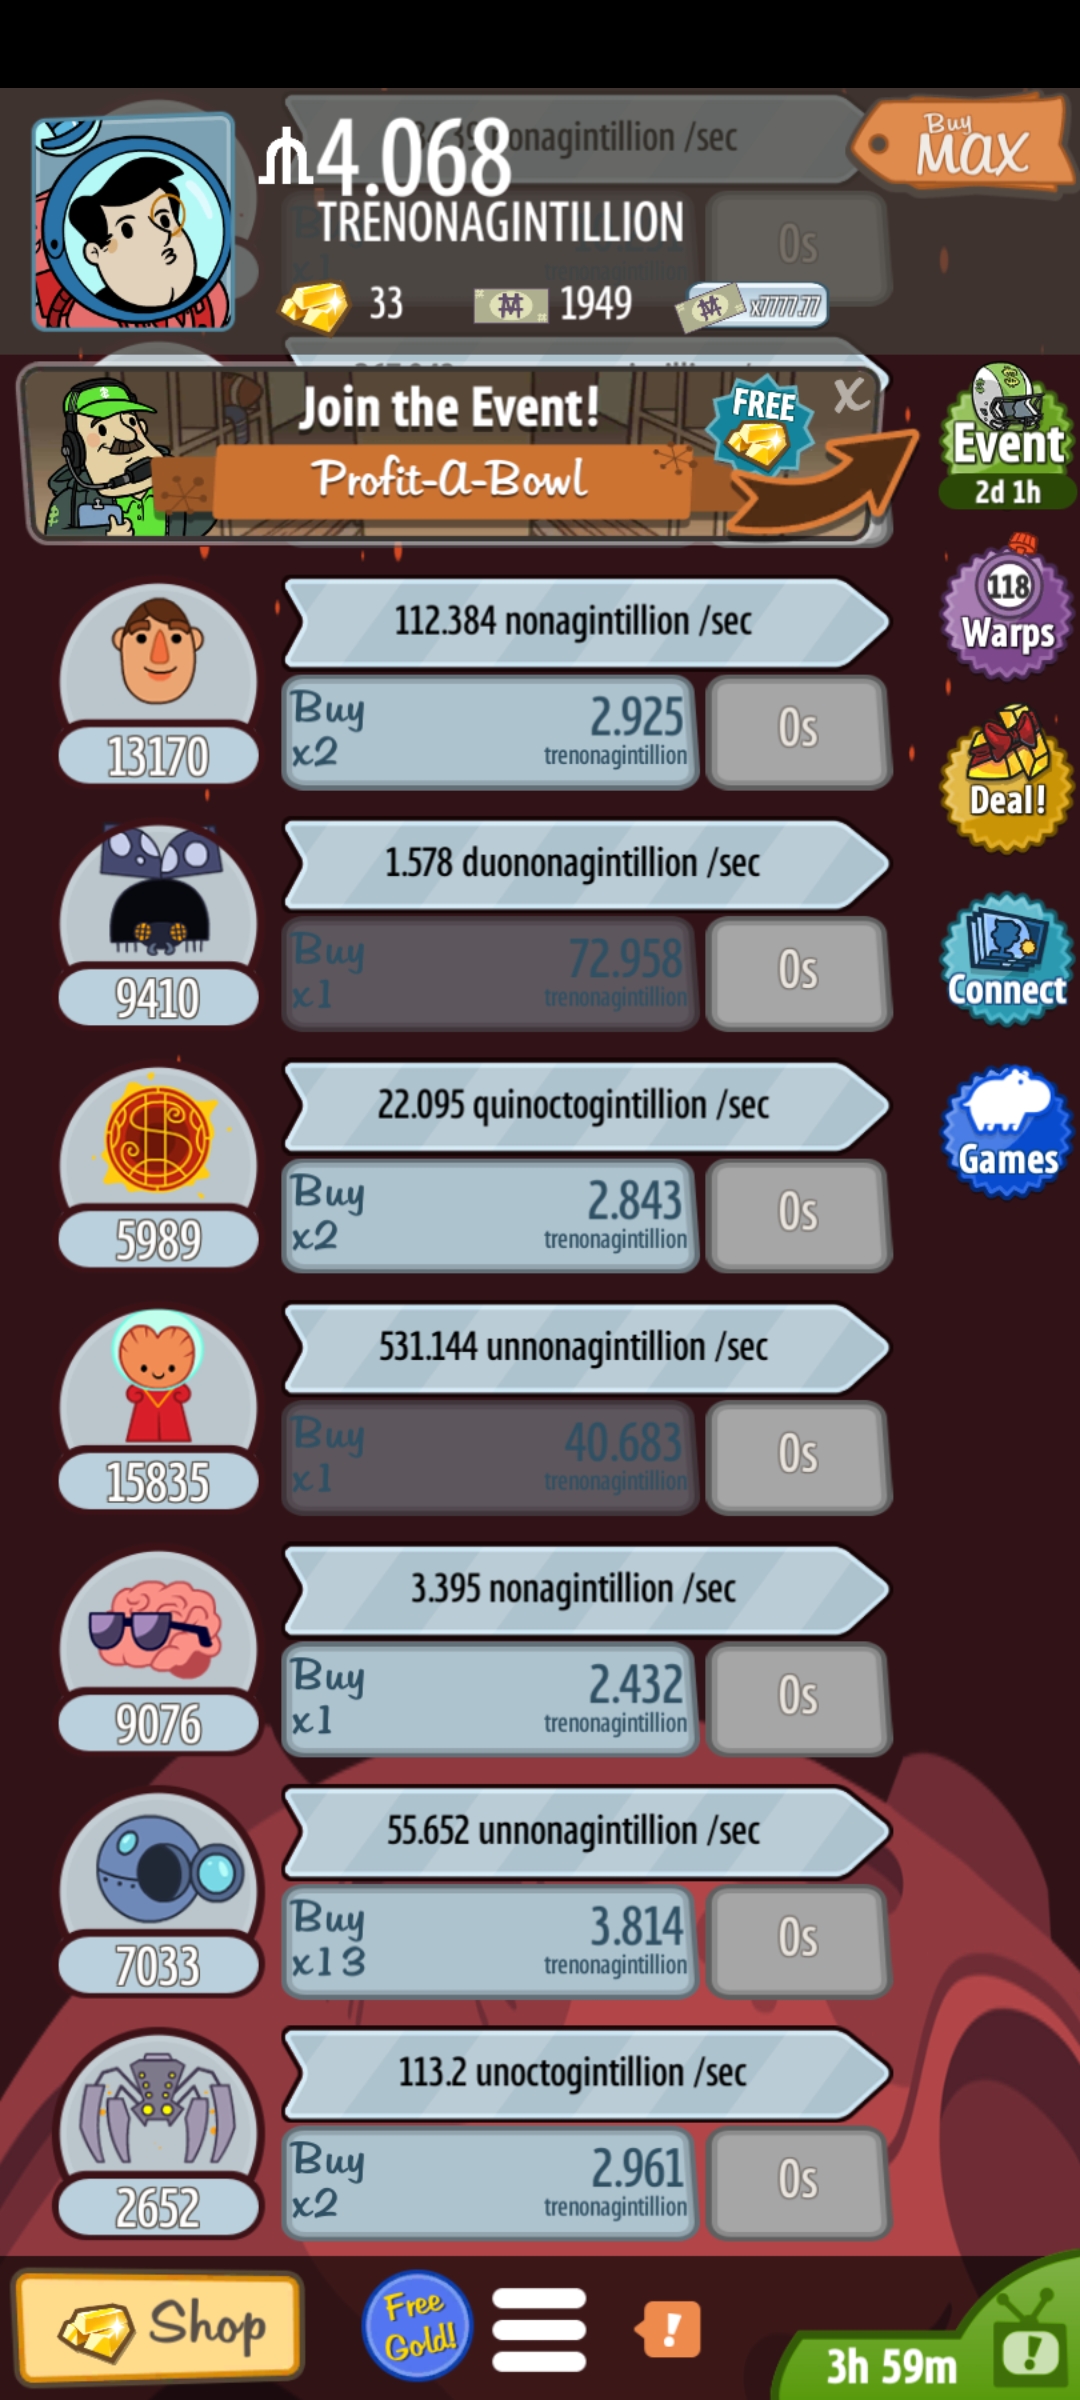 4.068
TRENONAGINTILLION
Buy
MAX
nonagintillion /sec
0s
33
1949
x7777.77
Join the Event!
FREE
X
Profit-A-Bowl
Event
2d 1h
118
Warps
Deal!
Connect
Games
112.384 nonagintillion /sec
13170
Buy
x2
2.925
trenonagintillion
0s
1.578 duononagintillion /sec
9410
Buy
x1
72.958
trenonagintillion
0s
22.095 quinoctogintillion /sec
5989
Buy
x2
2.843
trenonagintillion
0s
531.144 unnonagintillion /sec
15835
Buy
x1
40.683
trenonagintillion
0s
3.395 nonagintillion /sec
9076
Buy
x1
2.432
trenonagintillion
0s
55.652 unnonagintillion /sec
7033
Buy
x13
3.814
trenonagintillion
0s
113.2 unoctogintillion /sec
2652
Buy
x2
2.961
trenonagintillion
0s
Shop
Free
Gold!
!
3h 59m
!